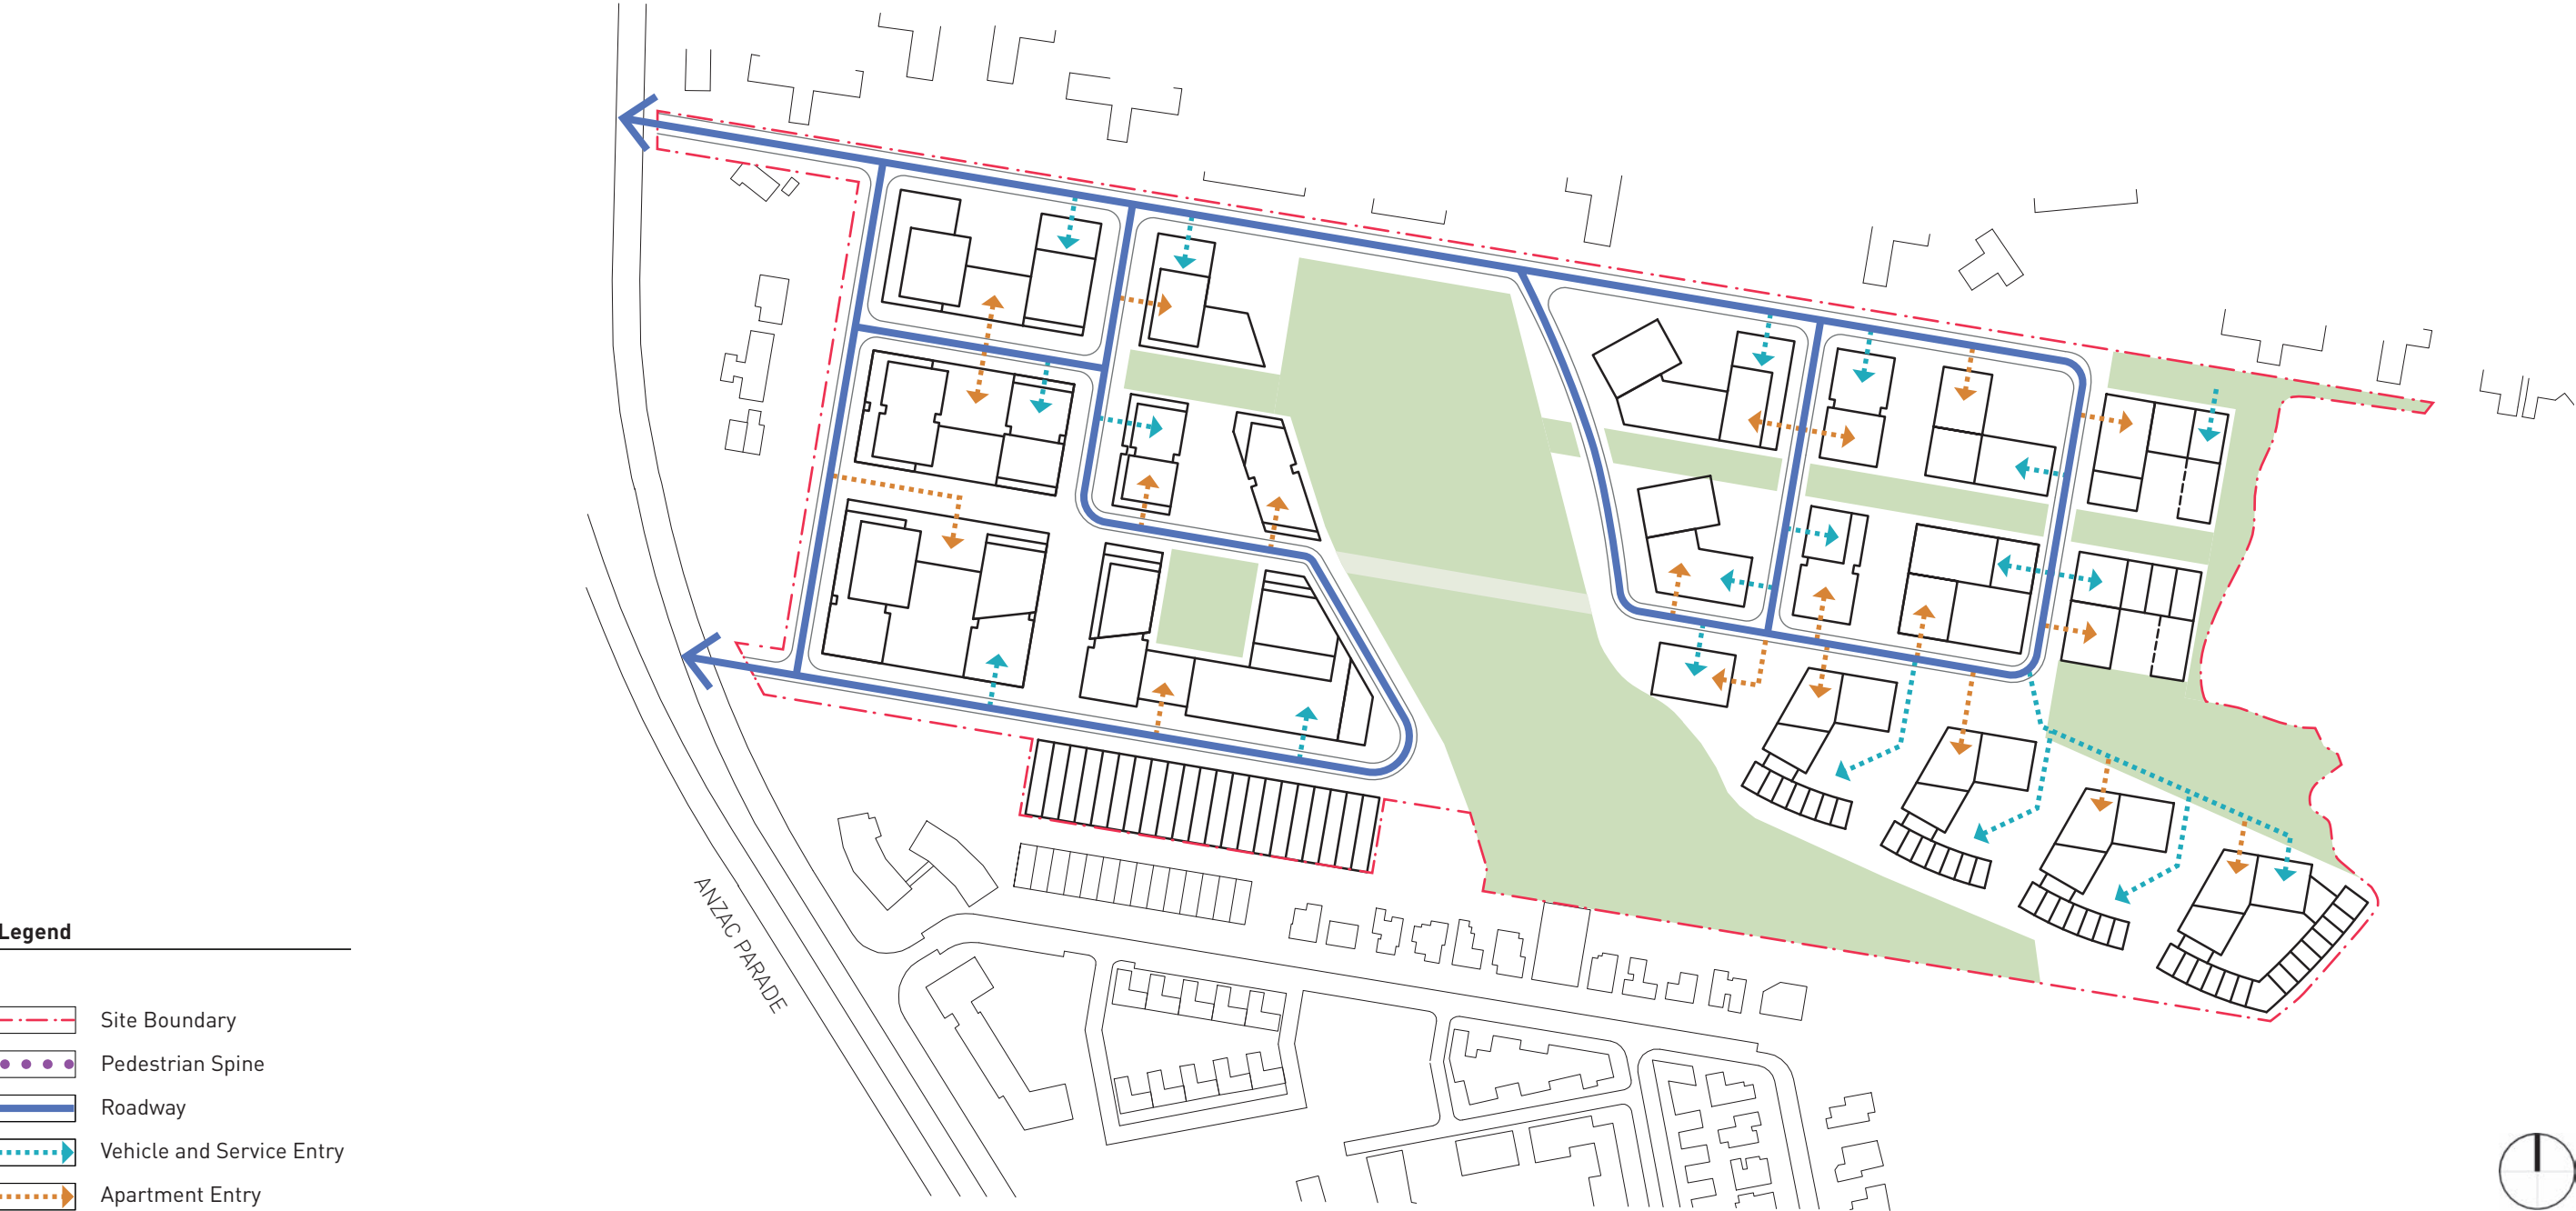 ANZAC PARADE
Legend
Site Boundary
Pedestrian Spine
Roadway
Vehicle and Service Entry
Apartment Entry